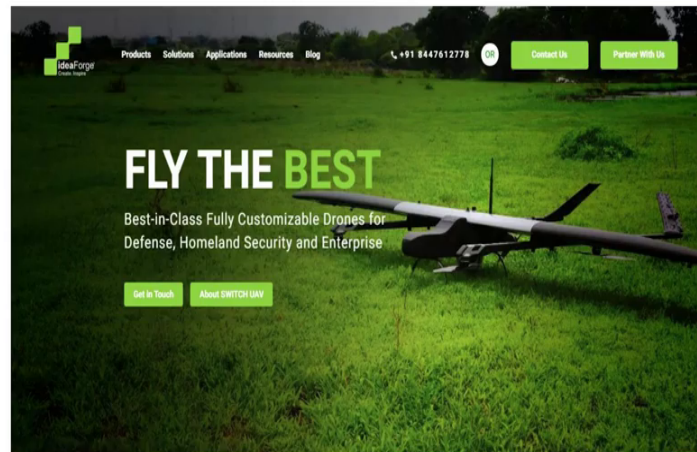 ideaForge
Create. Inspire
Products Solutions Applications Resources Blog
+91 8447612778 OR Contact Us Partner With Us
FLY THE BEST
Best-in-Class Fully Customizable Drones for
Defense, Homeland Security and Enterprise
Get in Touch About SWITCH UAV